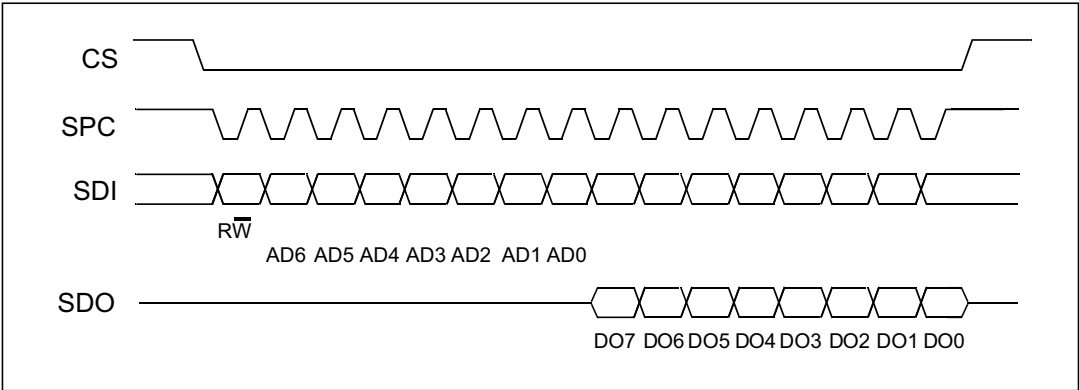 CS
SPC
SDI
RW̅
AD6 AD5 AD4 AD3 AD2 AD1 AD0
SDO
DO7 DO6 DO5 DO4 DO3 DO2 DO1 DO0